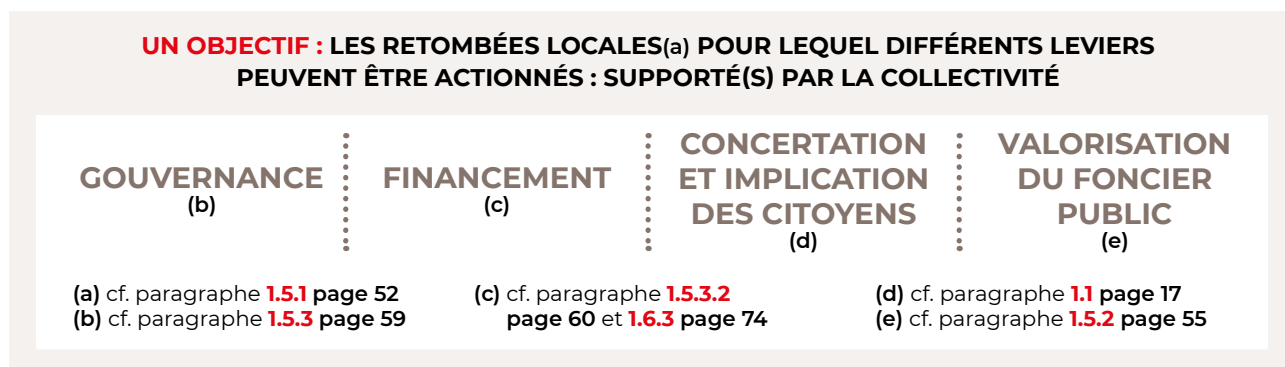 UN OBJECTIF : LES RETOMBÉES LOCALES(a) POUR LEQUEL DIFFÉRENTS LEVIERS
PEUVENT ÊTRE ACTIONNÉS : SUPPORTÉ(S) PAR LA COLLECTIVITÉ
GOUVERNANCE
(b)
FINANCEMENT
(c)
CONCERTATION
ET IMPLICATION
DES CITOYENS
(d)
VALORISATION
DU FONCIER
PUBLIC
(e)
(a) cf. paragraphe 1.5.1 page 52
(b) cf. paragraphe 1.5.3 page 59
(c) cf. paragraphe 1.5.3.2
page 60 et 1.6.3 page 74
(d) cf. paragraphe 1.1 page 17
(e) cf. paragraphe 1.5.2 page 55